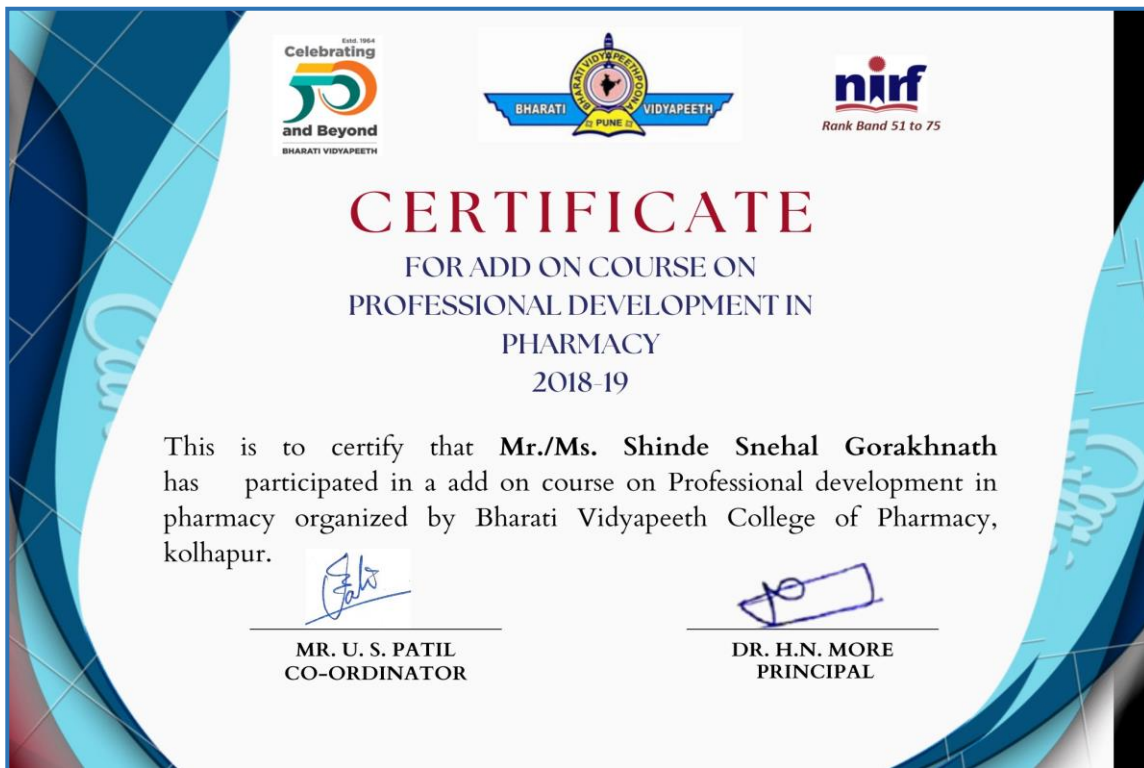 Estd. 1964
Celebrating
50
and Beyond
BHARATI VIDYAPEETH
BHARATI VIDYAPEETH POONA
BHARATI VIDYAPEETH
PUNE
nirf
Rank Band 51 to 75
CERTIFICATE
FOR ADD ON COURSE ON
PROFESSIONAL DEVELOPMENT IN
PHARMACY
2018-19
This is to certify that Mr./Ms. Shinde Snehal Gorakhnath
has participated in a add on course on Professional development in
pharmacy organized by Bharati Vidyapeeth College of Pharmacy,
kolhapur.
MR. U. S. PATIL
CO-ORDINATOR
DR. H.N. MORE
PRINCIPAL